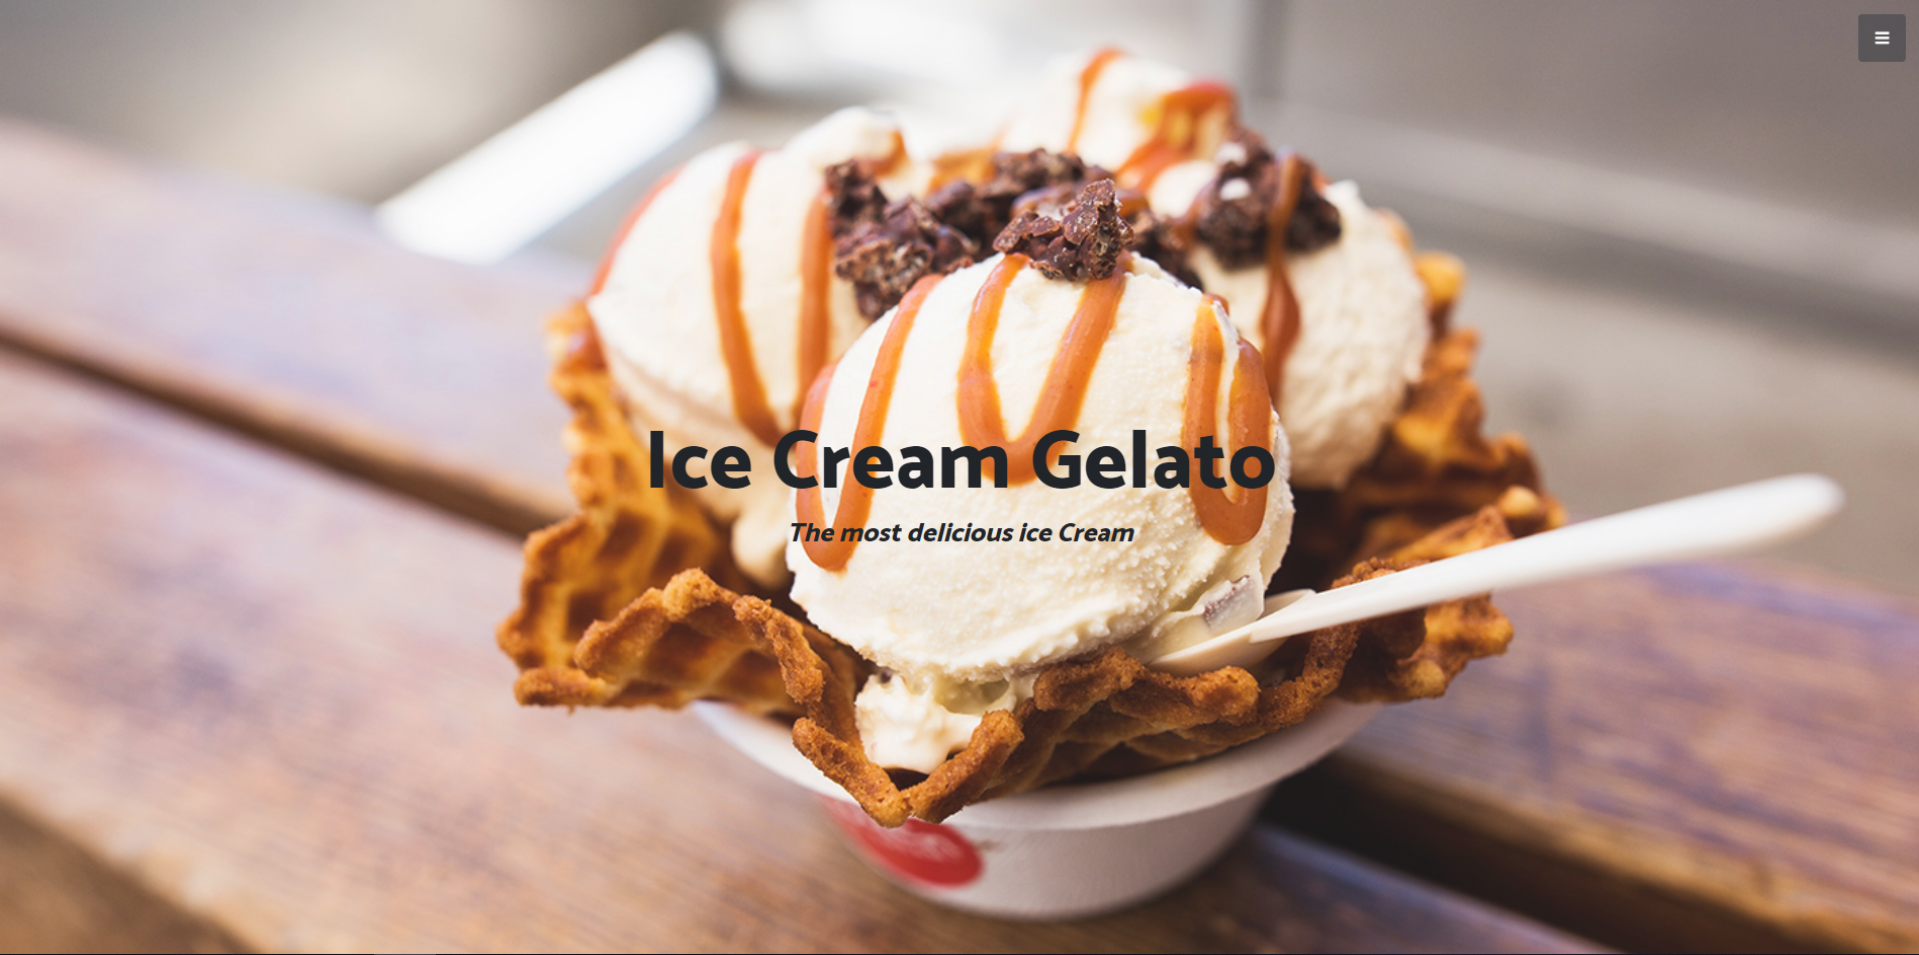 Ice Cream Gelato
The most delicious ice Cream